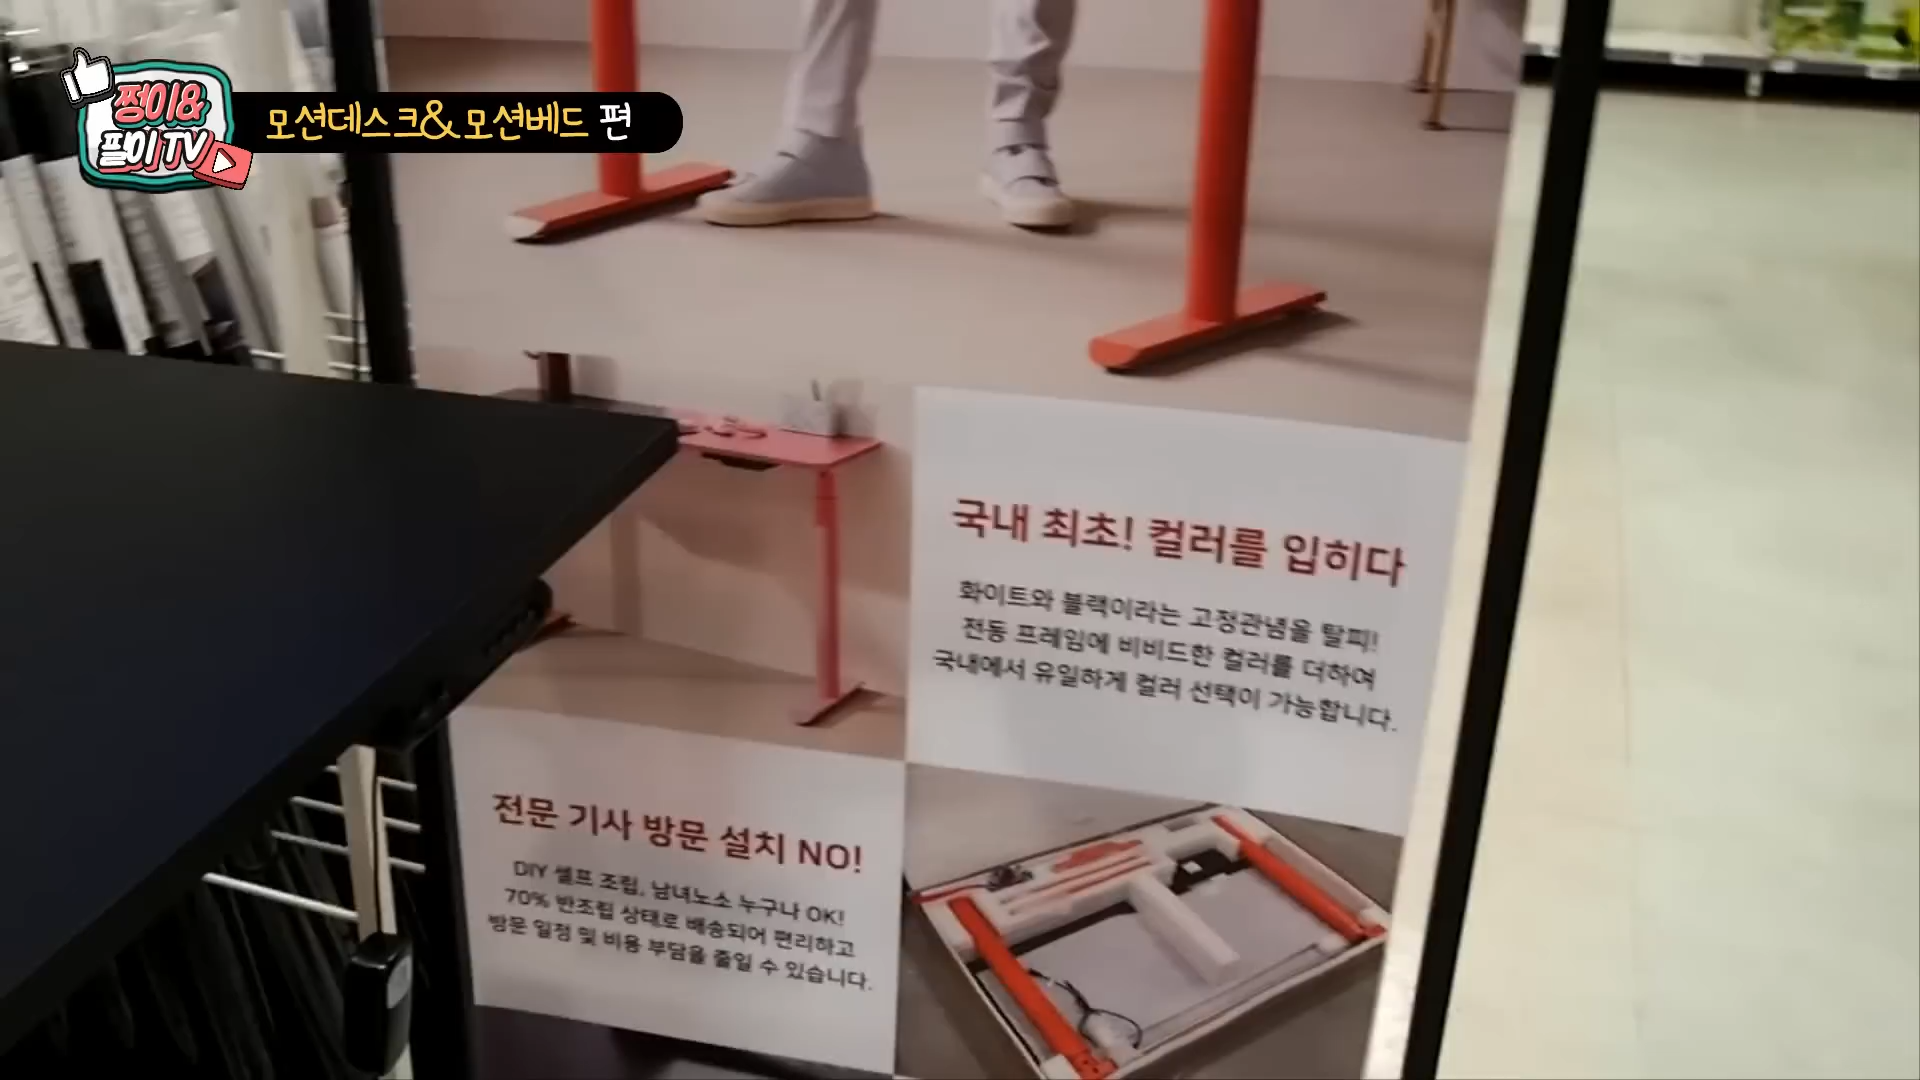 쩡이&
플이 TV
모션데스크&모션베드 편
국내 최초! 컬러를 입히다
화이트와 블랙이라는 고정관념을 탈피!
전동 프레임에 비비드한 컬러를 더하여
국내에서 유일하게 컬러 선택이 가능합니다.
전문 기사 방문 설치 NO!
DIY 셀프 조립, 남녀노소 누구나 OK!
70% 반조립 상태로 배송되어 편리하고
방문 일정 및 비용 부담을 줄일 수 있습니다.